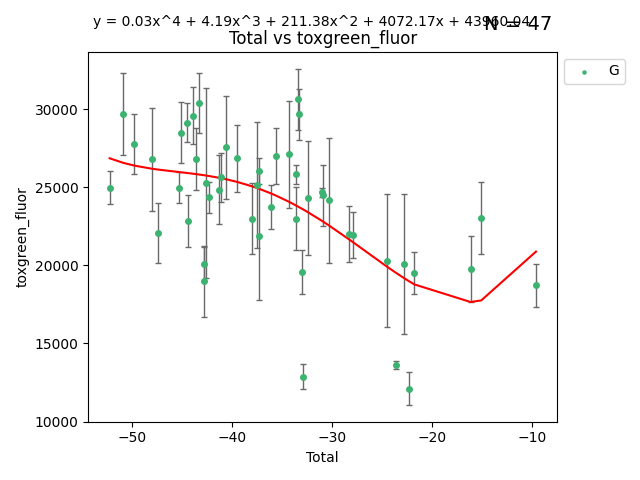 y = 0.03x^4 + 4.19x^3 + 211.38x^2 + 4072.17x + 43960.04
N = 47
Total vs toxgreen_fluor
G
30000
25000
20000
15000
10000
toxgreen_fluor
−50 −40 −30 −20 −10
Total